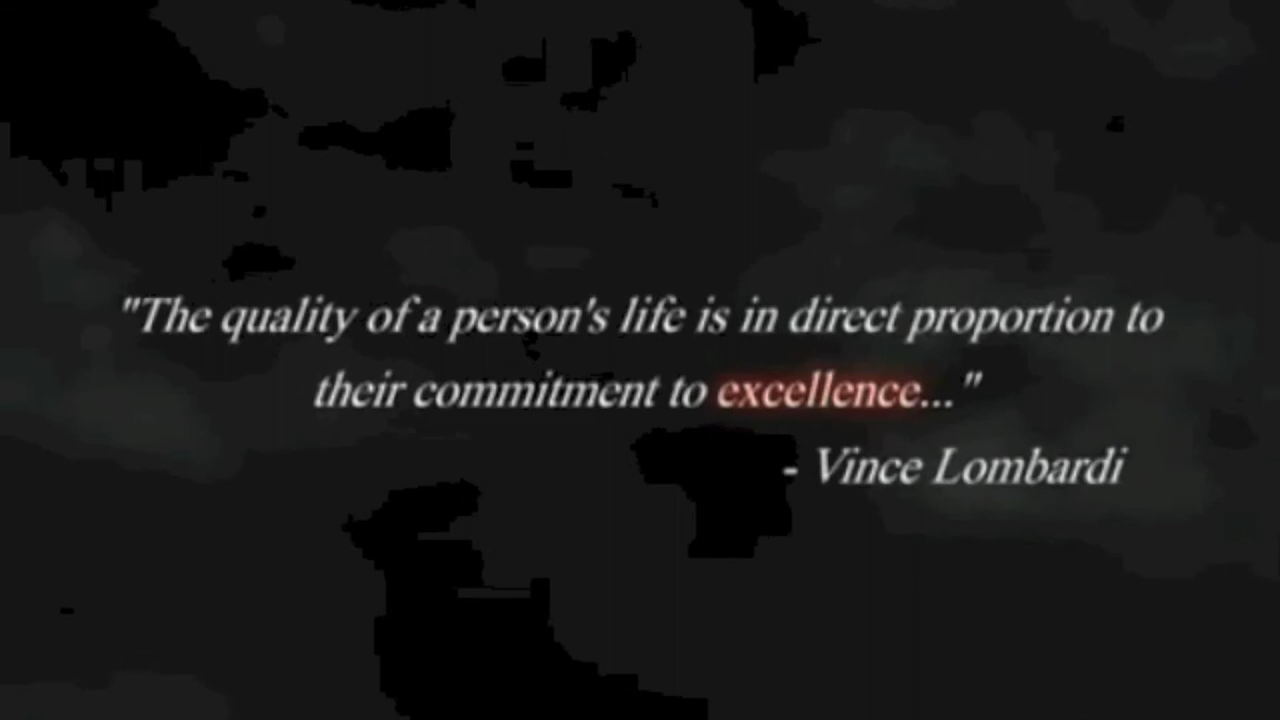 "The quality of a person's life is in direct proportion to
their commitment to excellence..."
- Vince Lombardi